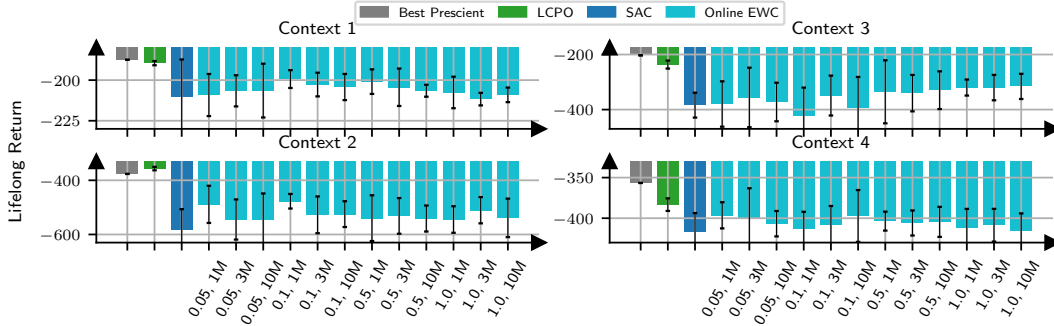 Best Prescient LCPO SAC Online EWC
Context 1
Context 3
−200
−225
−200
−400
Lifelong Return
Context 2
Context 4
−400
−600
−350
−400
0.05, 1M
0.05, 3M
0.05, 10M
0.1, 1M
0.1, 3M
0.1, 10M
0.5, 1M
0.5, 3M
0.5, 10M
1.0, 1M
1.0, 3M
1.0, 10M
0.05, 1M
0.05, 3M
0.05, 10M
0.1, 1M
0.1, 3M
0.1, 10M
0.5, 1M
0.5, 3M
0.5, 10M
1.0, 1M
1.0, 3M
1.0, 10M